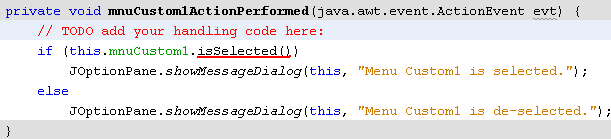 private void mnuCustom1ActionPerformed(java.awt.event.ActionEvent evt) {
// TODO add your handling code here:
if (this.mnuCustom1.isSelected())
JOptionPane.showMessageDialog(this, "Menu Custom1 is selected.");
else
JOptionPane.showMessageDialog(this, "Menu Custom1 is de-selected.");
}